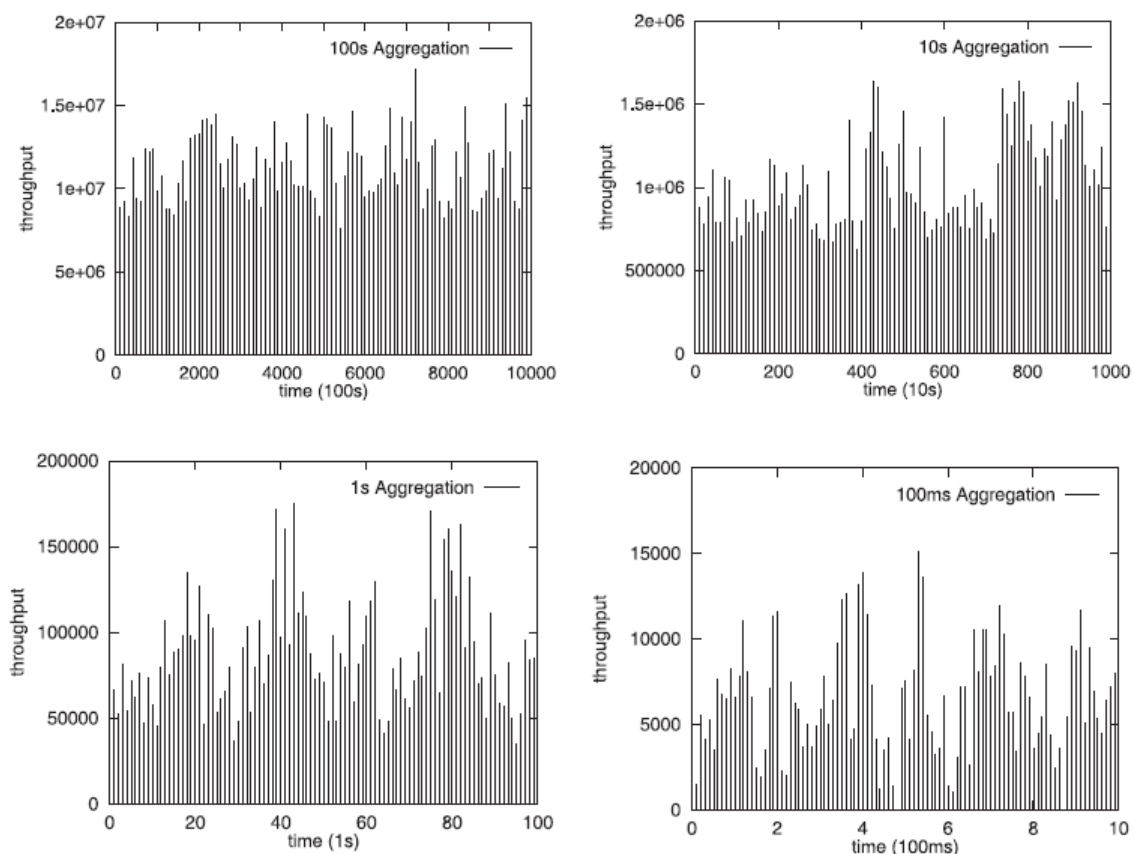 2e+07
100s Aggregation
1.5e+07
1e+07
5e+06
0
throughput
0 2000 4000 6000 8000 10000
time (100s)
2e+06
10s Aggregation
1.5e+06
1e+06
500000
0
throughput
0 200 400 600 800 1000
time (10s)
200000
1s Aggregation
150000
100000
50000
0
throughput
0 20 40 60 80 100
time (1s)
20000
100ms Aggregation
15000
10000
5000
0
throughput
0 2 4 6 8 10
time (100ms)